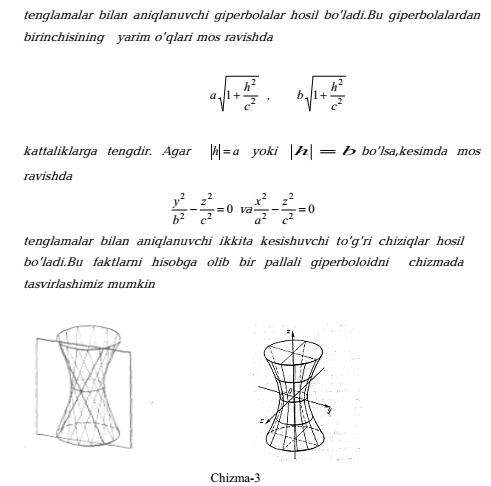 tenglamalar bilan aniqlanuvchi giperbolalar hosil bo’ladi.Bu giperbolalardan
birinchisining yarim o’qlari mos ravishda
a√(1+h²/c²) , b√(1+h²/c²)
kattaliklarga tengdir. Agar |h|=a yoki |h|=b bo’lsa,kesimda mos
ravishda
y²/b²−z²/c²=0 va x²/a²−z²/c²=0
tenglamalar bilan aniqlanuvchi ikkita kesishuvchi to’g’ri chiziqlar hosil
bo’ladi.Bu faktlarni hisobga olib bir pallali giperboloidni chizmada
tasvirlashimiz mumkin
z
0
y
Chizma-3